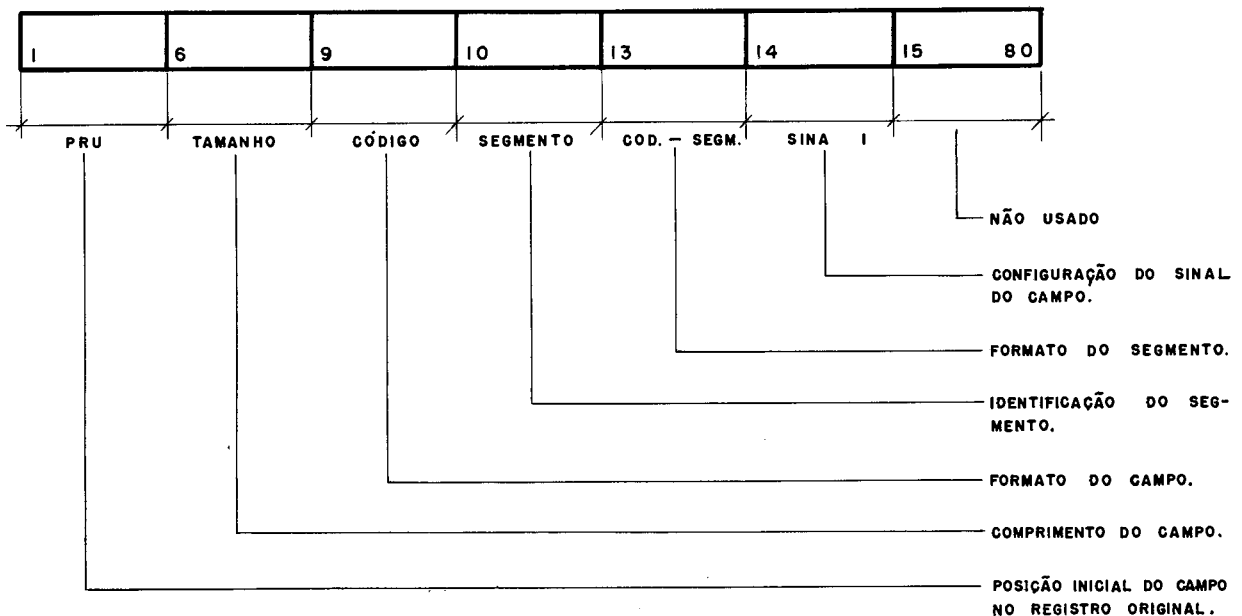 1 6 9 10 13 14 15 80
PRU TAMANHO CÓDIGO SEGMENTO COD. - SEGM. SINA I
NÃO USADO
CONFIGURAÇÃO DO SINAL
DO CAMPO.
FORMATO DO SEGMENTO.
IDENTIFICAÇÃO DO SEG-
MENTO.
FORMATO DO CAMPO.
COMPRIMENTO DO CAMPO.
POSIÇÃO INICIAL DO CAMPO
NO REGISTRO ORIGINAL.